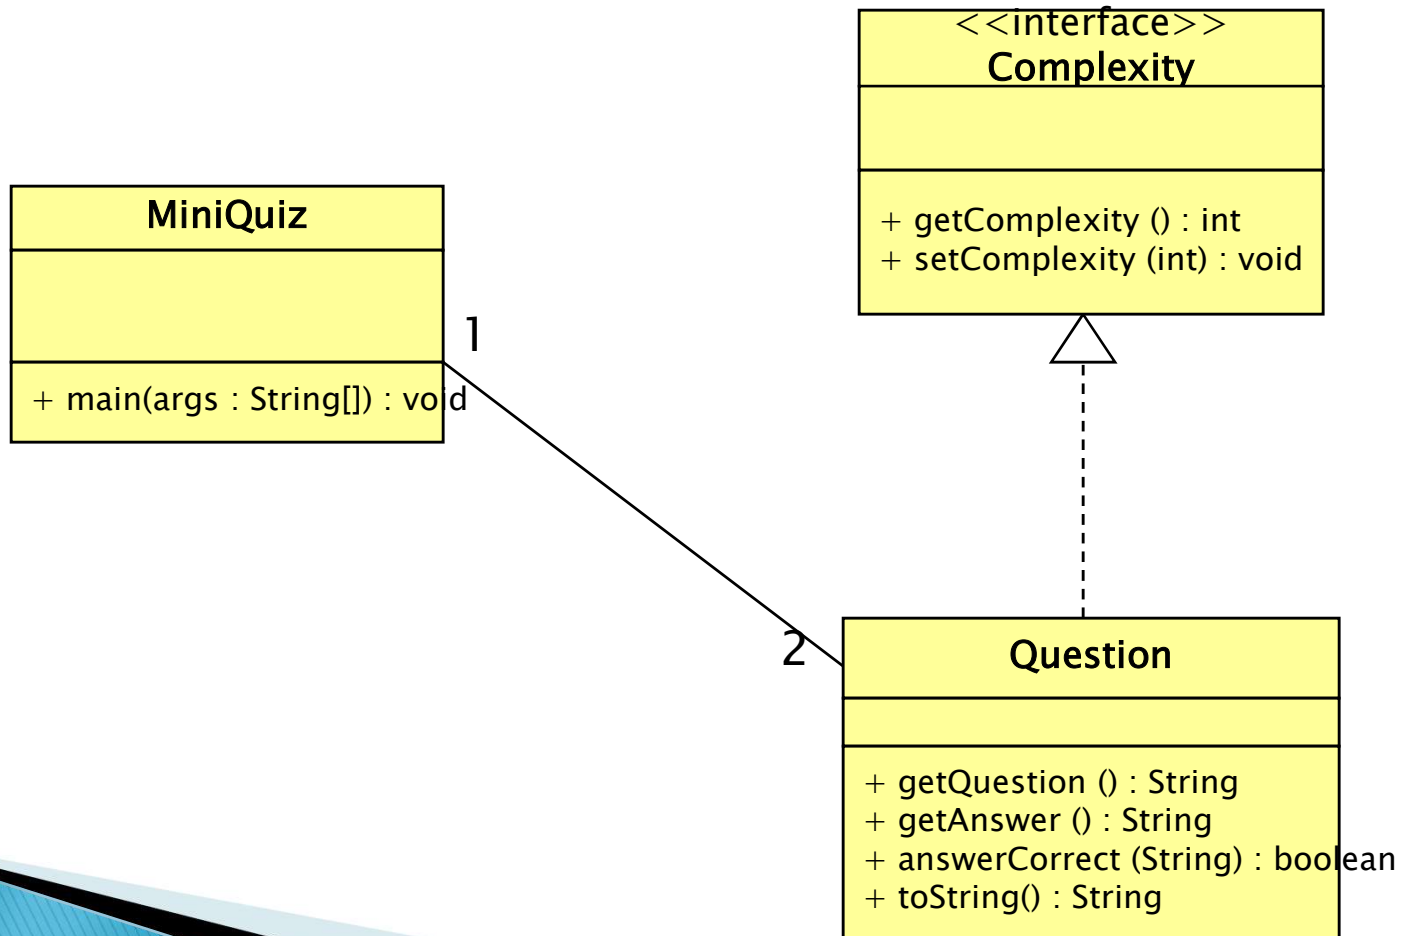 <<interface>>
Complexity
+ getComplexity () : int
+ setComplexity (int) : void
MiniQuiz
+ main(args : String[]) : void
1
2
Question
+ getQuestion () : String
+ getAnswer () : String
+ answerCorrect (String) : boolean
+ toString() : String